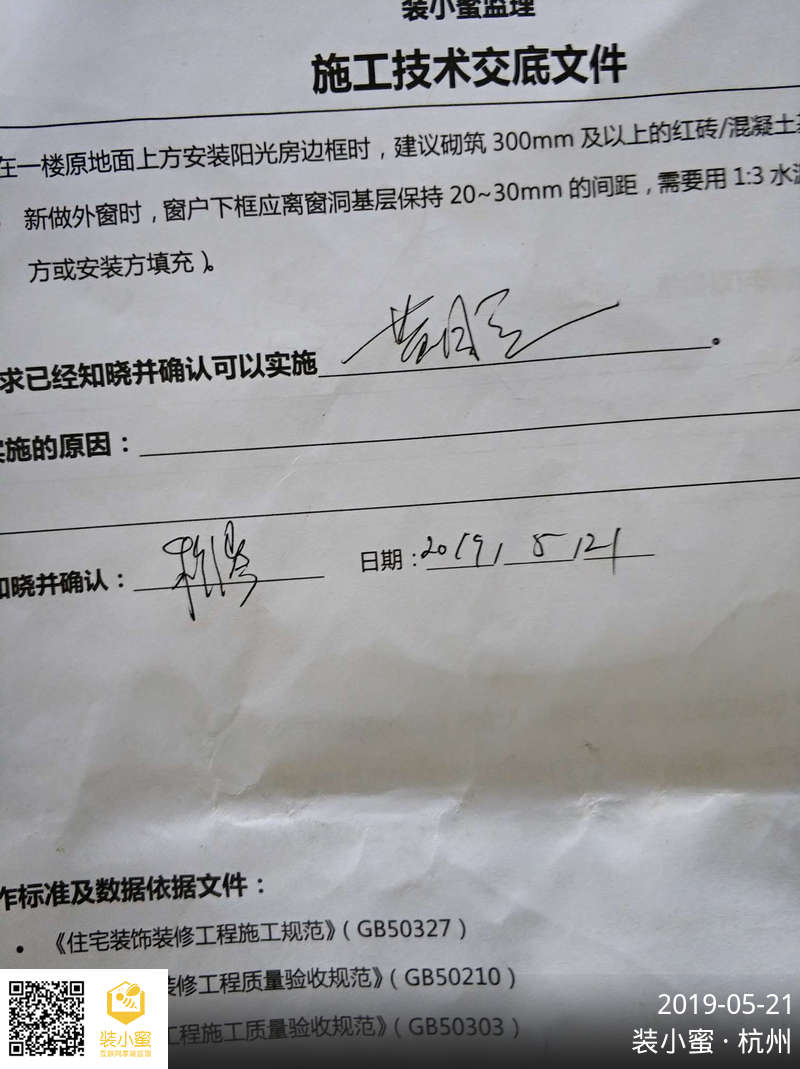 装小蜜监理
施工技术交底文件
在一楼原地面上方安装阳光房边框时，建议砌筑 300mm 及以上的红砖/混凝土
新做外窗时，窗户下框应离窗洞基层保持 20~30mm 的间距，需要用 1:3 水泥
方或安装方填充）。
求已经知晓并确认可以实施
。
实施的原因：
知晓并确认： 日期：2019, 5, 21
作标准及数据依据文件：
• 《住宅装饰装修工程施工规范》（GB50327）
装修工程质量验收规范》（GB50210）
工程施工质量验收规范》（GB50303）
装小蜜
互联网家装监理
2019-05-21
装小蜜 · 杭州